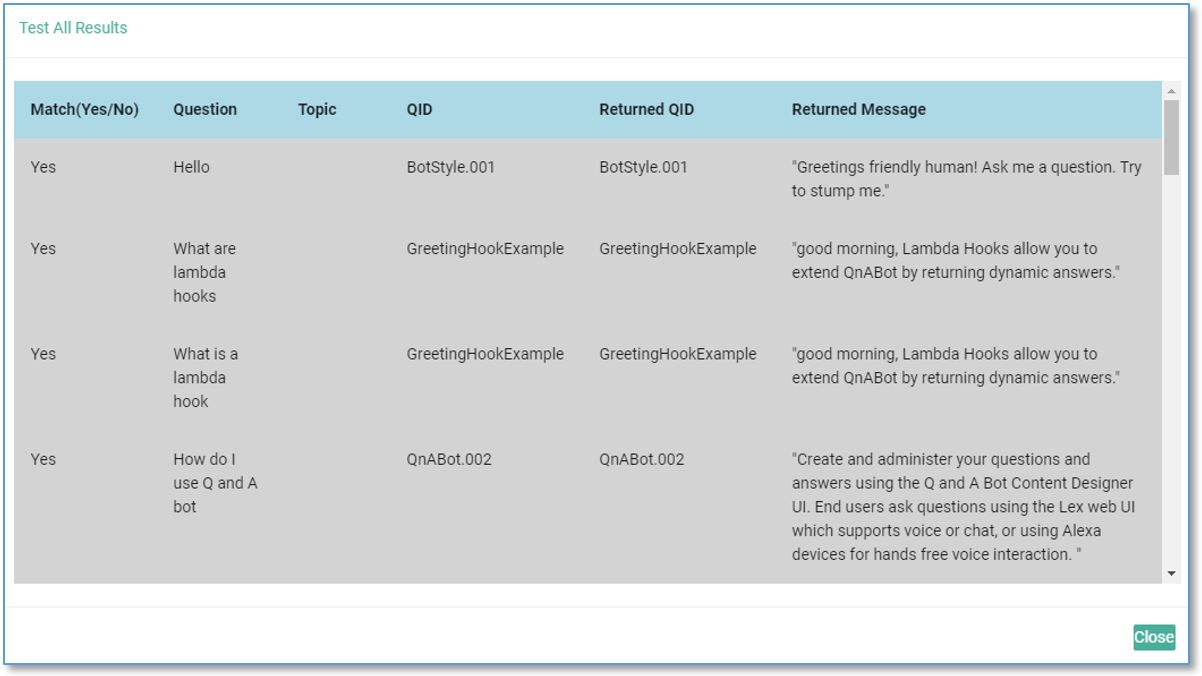 Test All Results
Match(Yes/No) Question Topic QID Returned QID Returned Message
Yes Hello BotStyle.001 BotStyle.001 "Greetings friendly human! Ask me a question. Try
to stump me."
Yes What are GreetingHookExample GreetingHookExample "good morning, Lambda Hooks allow you to
lambda extend QnABot by returning dynamic answers."
hooks
Yes What is a GreetingHookExample GreetingHookExample "good morning, Lambda Hooks allow you to
lambda extend QnABot by returning dynamic answers."
hook
Yes How do I QnABot.002 QnABot.002 "Create and administer your questions and
use Q and A answers using the Q and A Bot Content Designer
bot UI. End users ask questions using the Lex web UI
which supports voice or chat, or using Alexa
devices for hands free voice interaction. "
Close